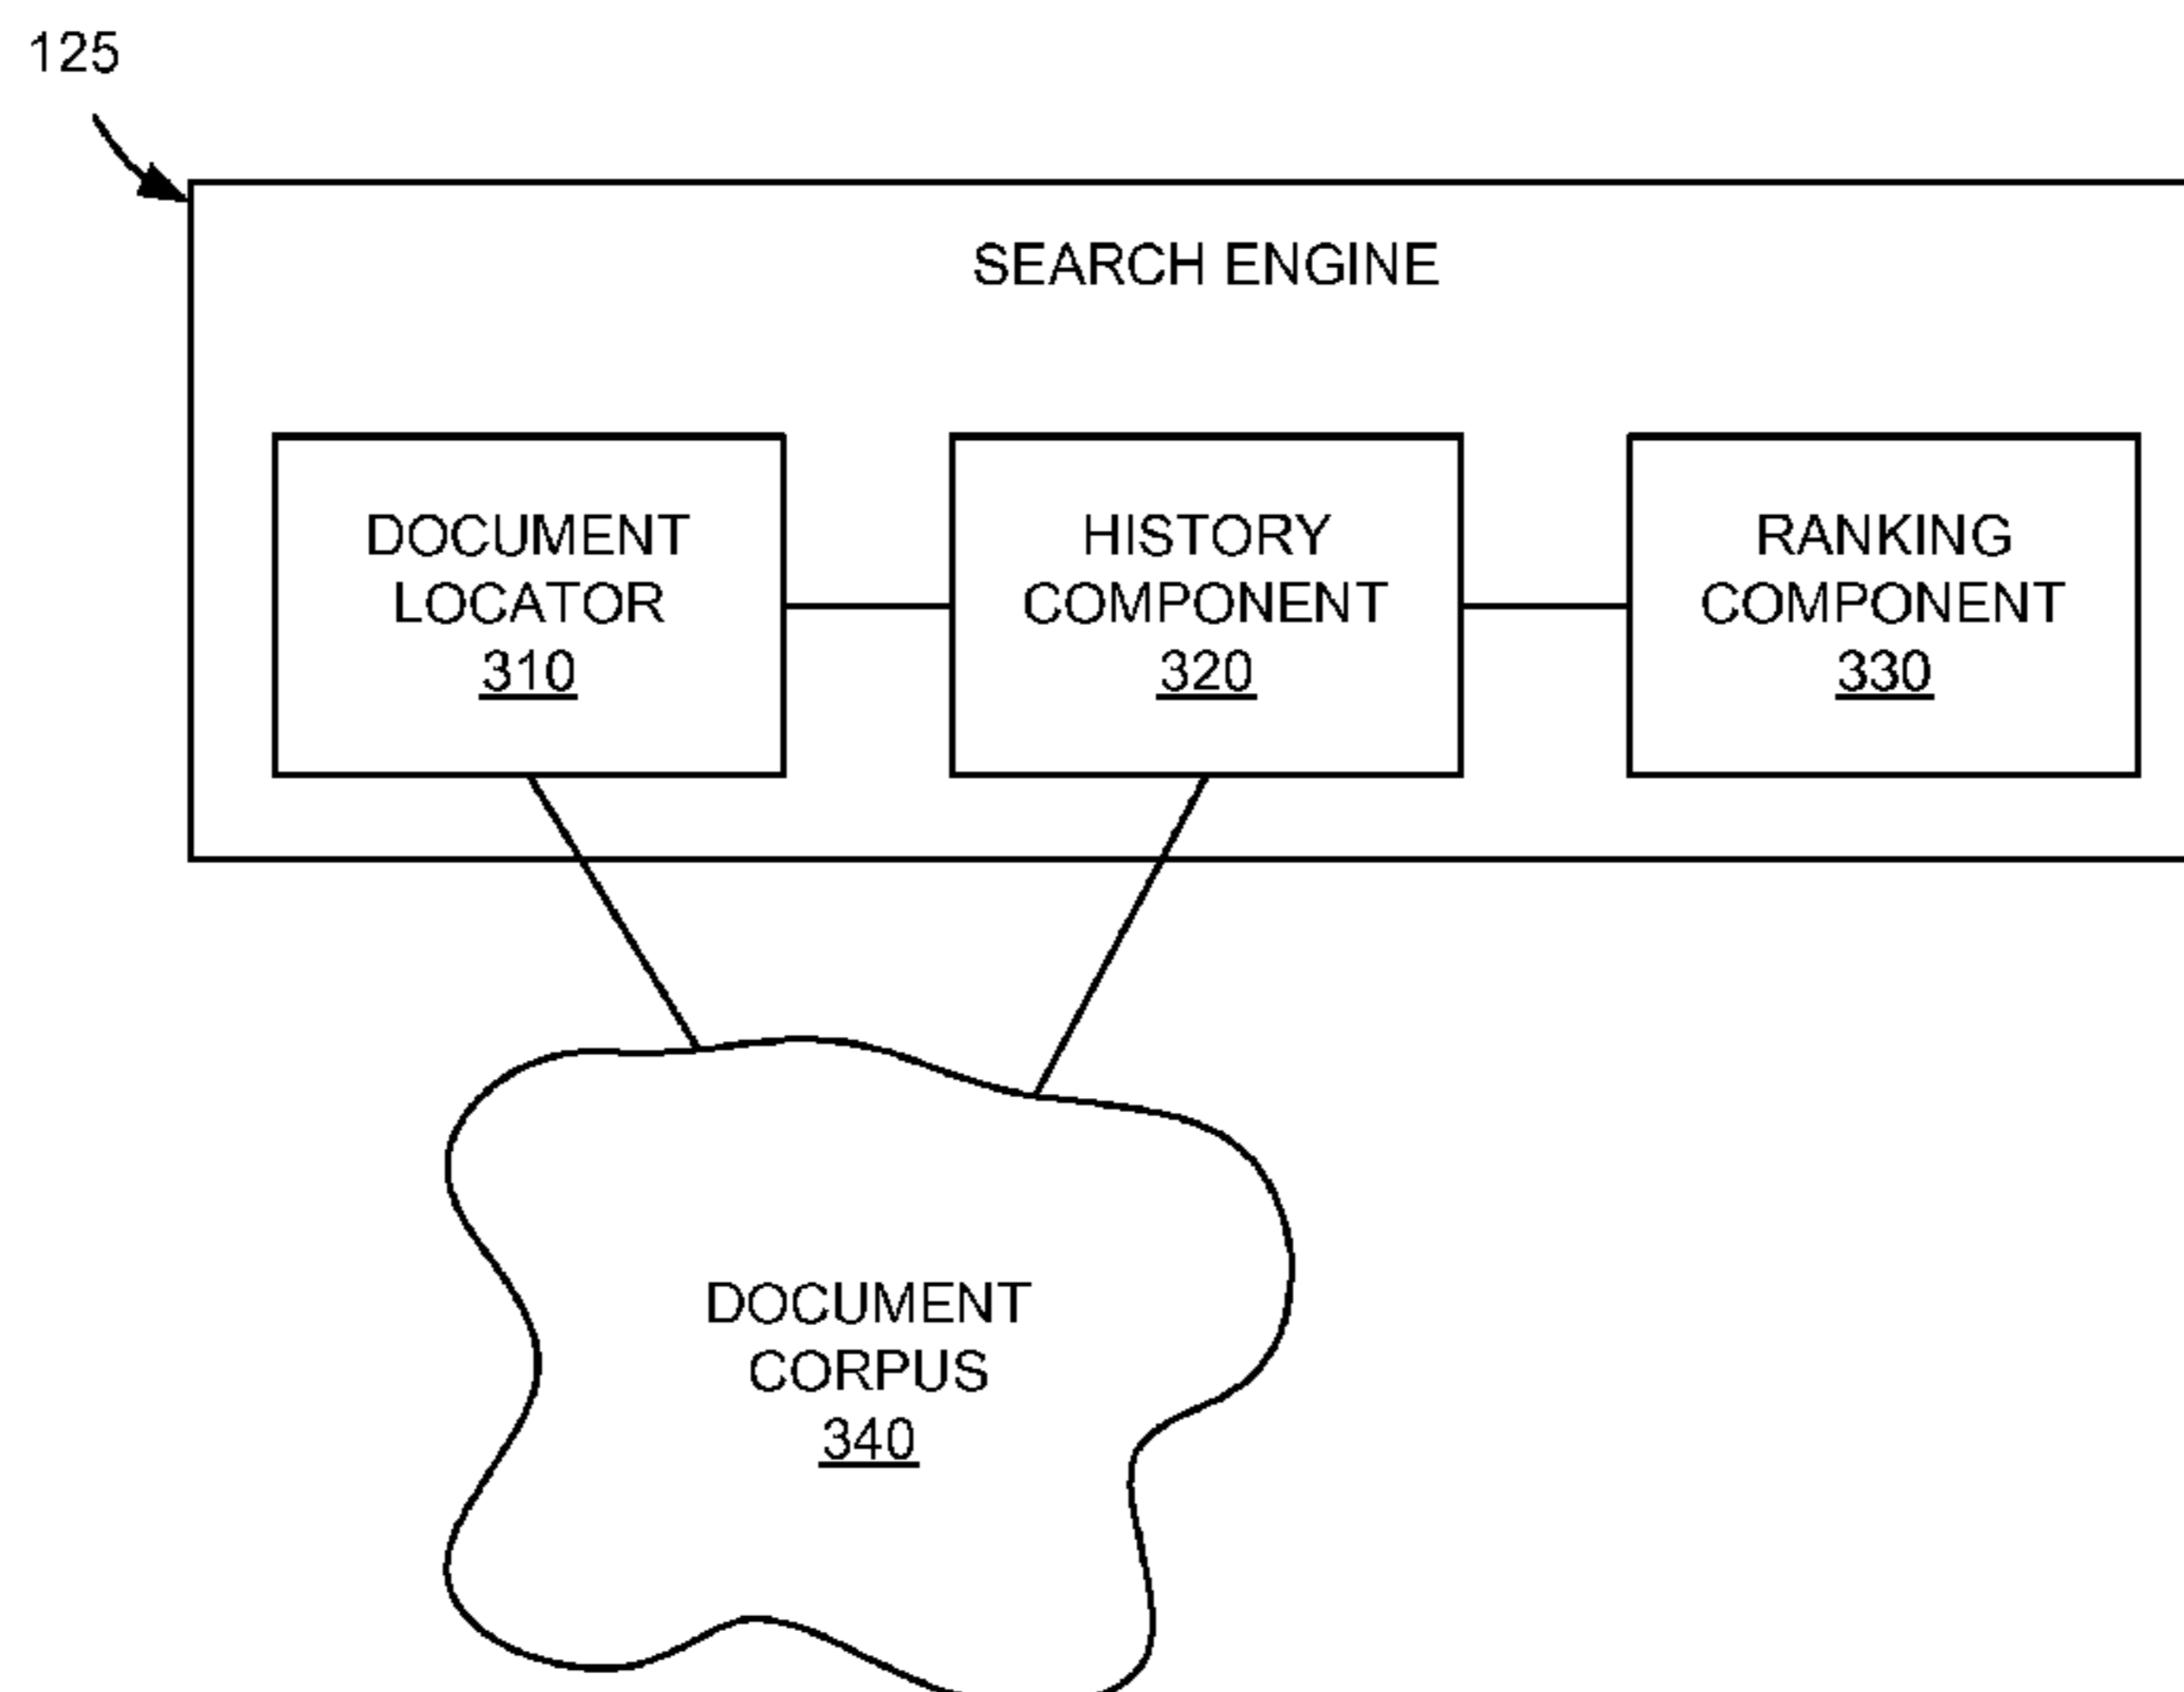 125
SEARCH ENGINE
DOCUMENT
LOCATOR
310
HISTORY
COMPONENT
320
RANKING
COMPONENT
330
DOCUMENT
CORPUS
340